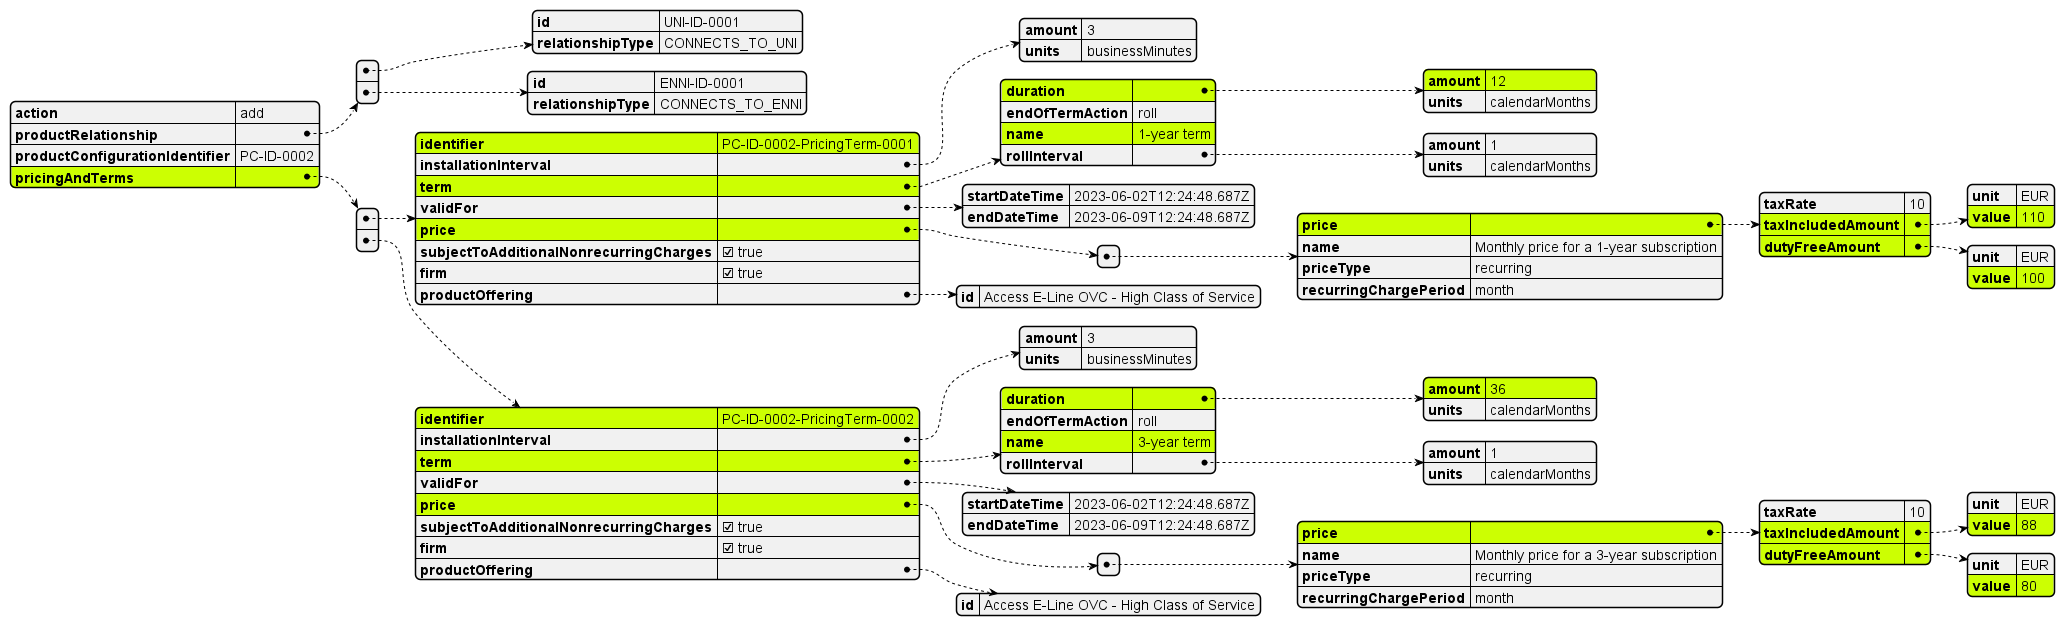 id UNI-ID-0001
relationshipType CONNECTS_TO_UNI
id ENNI-ID-0001
relationshipType CONNECTS_TO_ENNI
action add
productRelationship
productConfigurationIdentifier PC-ID-0002
pricingAndTerms
identifier PC-ID-0002-PricingTerm-0001
installationInterval
term
validFor
price
subjectToAdditionalNonrecurringCharges ☑ true
firm ☑ true
productOffering
amount 3
units businessMinutes
duration
endOfTermAction roll
name 1-year term
rollInterval
amount 12
units calendarMonths
amount 1
units calendarMonths
startDateTime 2023-06-02T12:24:48.687Z
endDateTime 2023-06-09T12:24:48.687Z
price
name Monthly price for a 1-year subscription
priceType recurring
recurringChargePeriod month
taxRate 10
taxIncludedAmount
dutyFreeAmount
unit EUR
value 110
unit EUR
value 100
id Access E-Line OVC - High Class of Service
identifier PC-ID-0002-PricingTerm-0002
installationInterval
term
validFor
price
subjectToAdditionalNonrecurringCharges ☑ true
firm ☑ true
productOffering
amount 3
units businessMinutes
duration
endOfTermAction roll
name 3-year term
rollInterval
amount 36
units calendarMonths
amount 1
units calendarMonths
startDateTime 2023-06-02T12:24:48.687Z
endDateTime 2023-06-09T12:24:48.687Z
price
name Monthly price for a 3-year subscription
priceType recurring
recurringChargePeriod month
taxRate 10
taxIncludedAmount
dutyFreeAmount
unit EUR
value 88
unit EUR
value 80
id Access E-Line OVC - High Class of Service